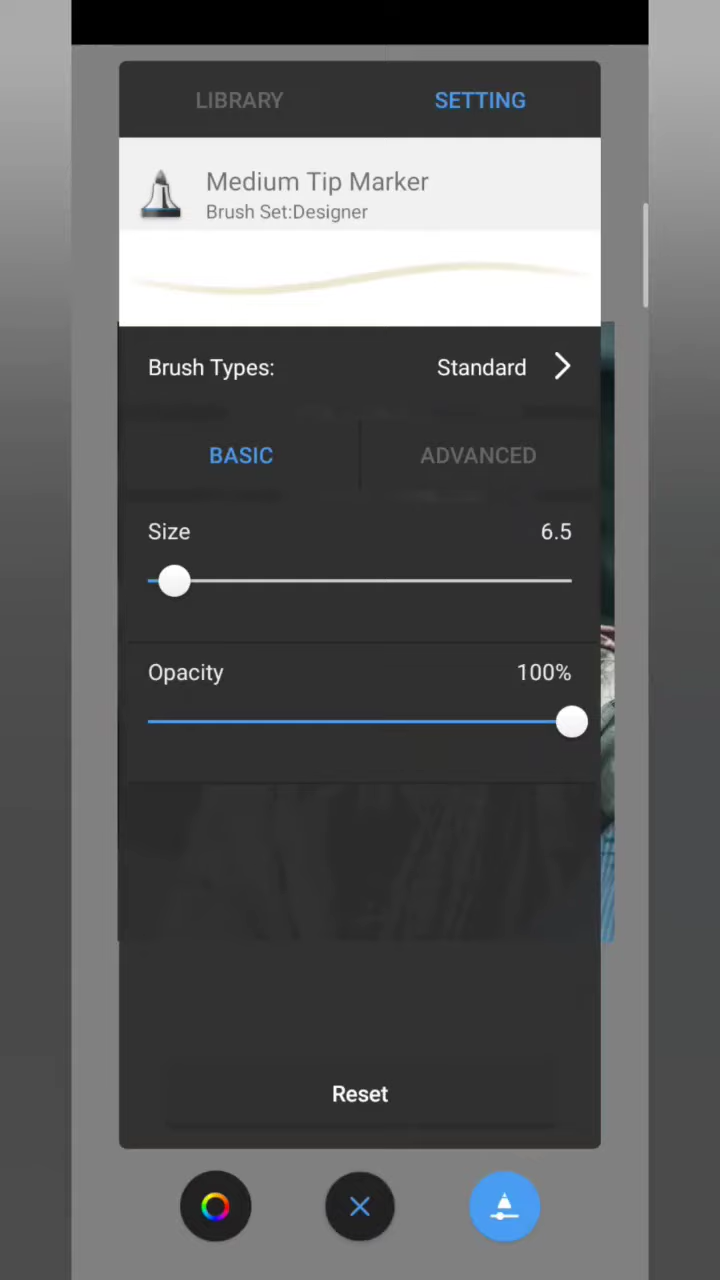 LIBRARY SETTING
Medium Tip Marker
Brush Set:Designer
Brush Types: Standard
BASIC ADVANCED
Size 6.5
Opacity 100%
Reset